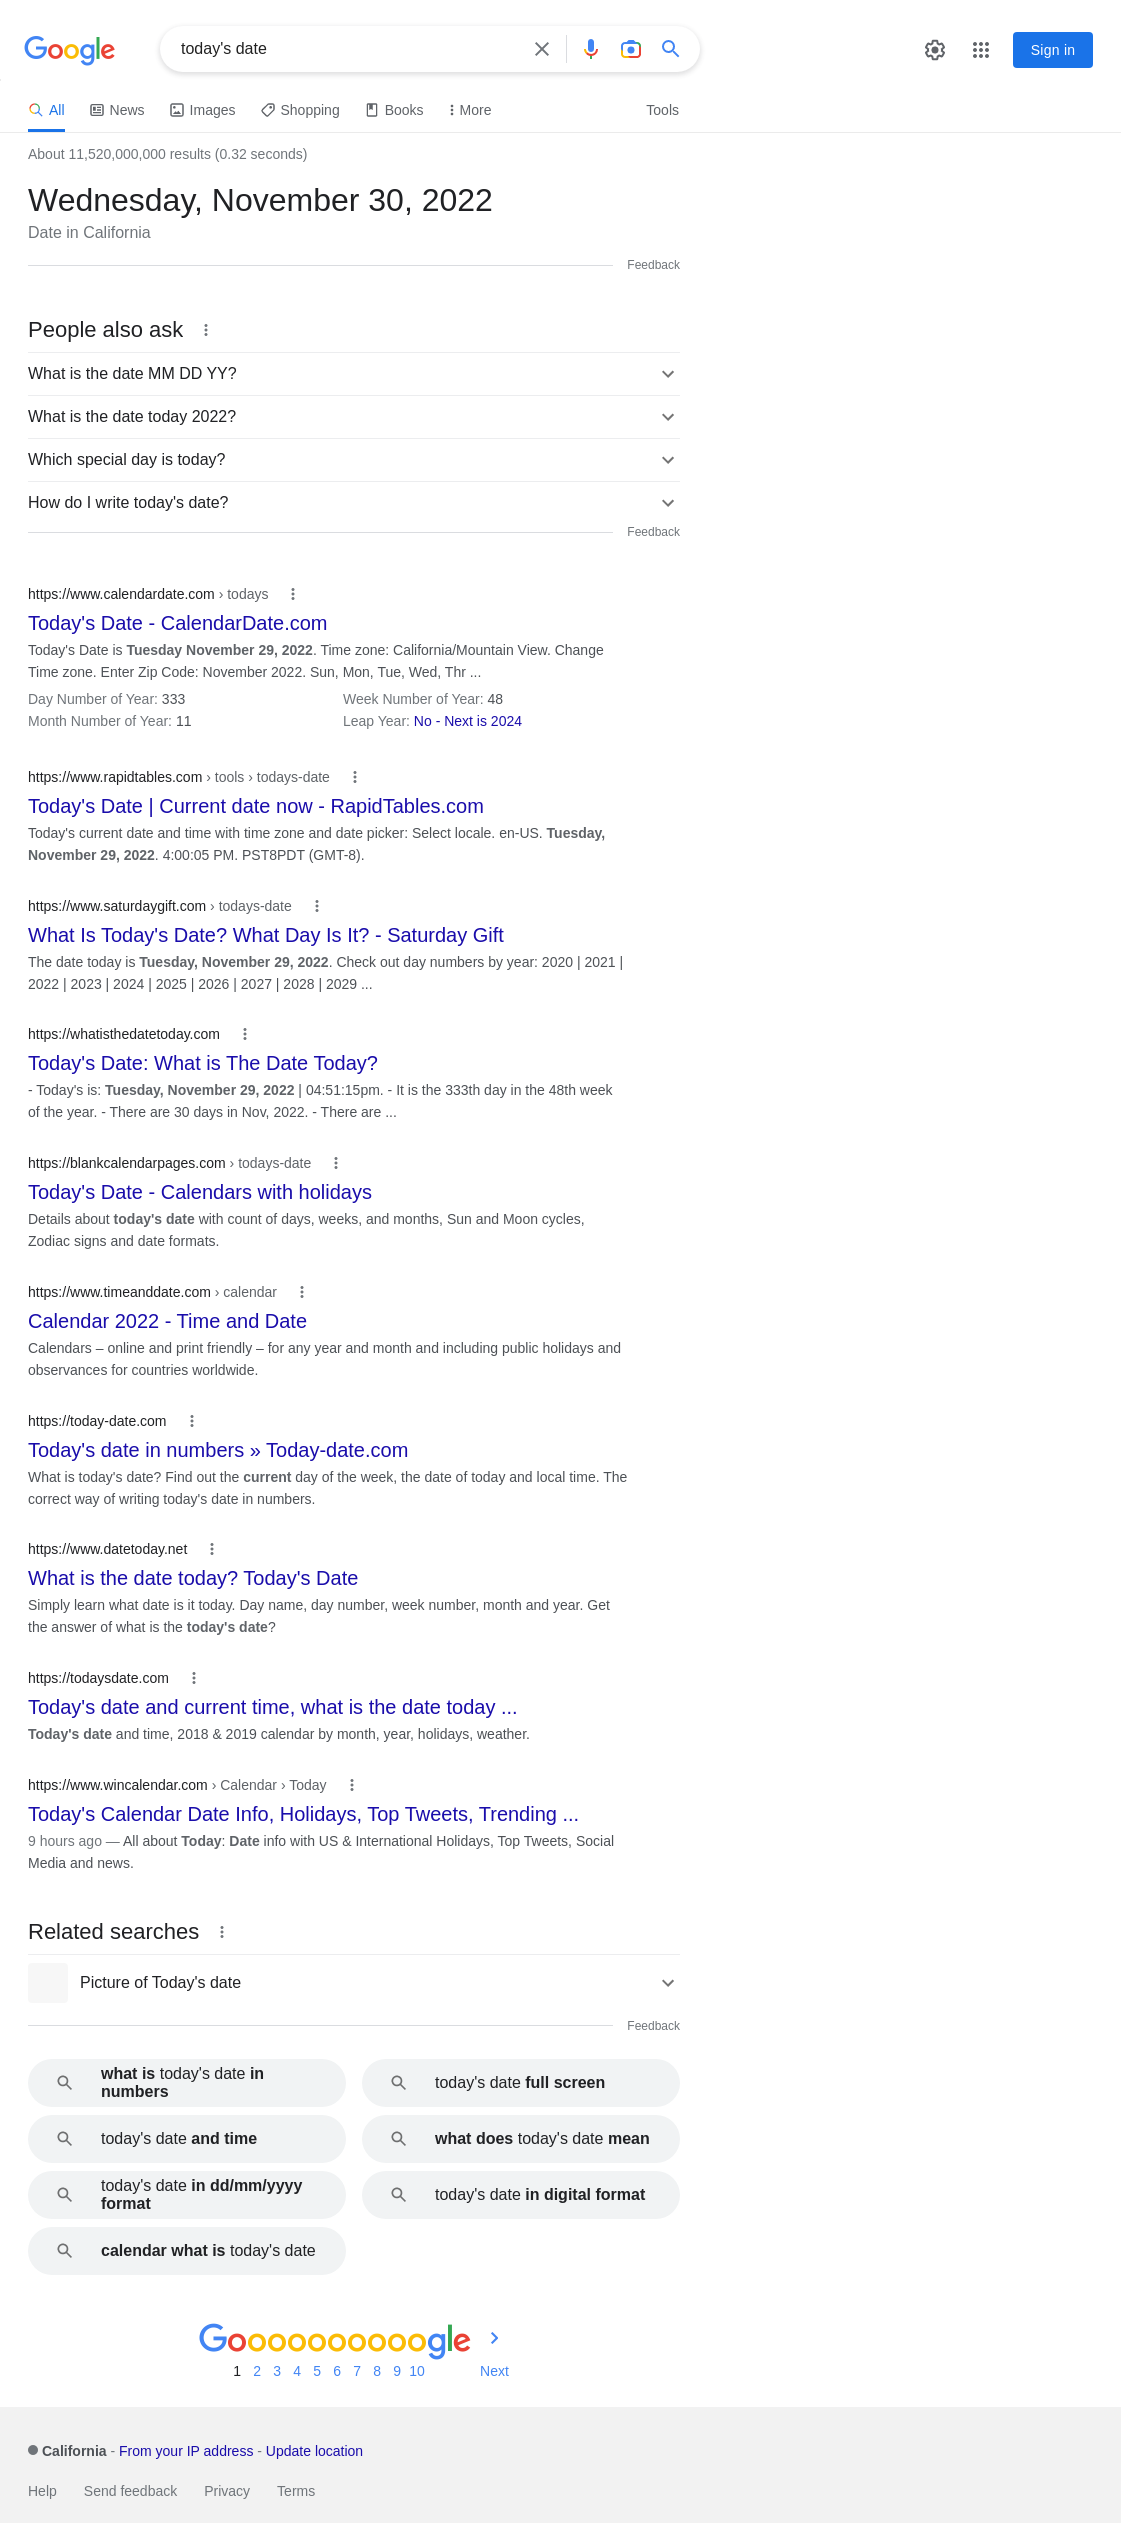 Google
today's date
Sign in
All News Images Shopping Books More Tools
About 11,520,000,000 results (0.32 seconds)
Wednesday, November 30, 2022
Date in California
Feedback
People also ask
What is the date MM DD YY?
What is the date today 2022?
Which special day is today?
How do I write today's date?
Feedback
https://www.calendardate.com › todays
Today's Date - CalendarDate.com
Today's Date is Tuesday November 29, 2022. Time zone: California/Mountain View. Change
Time zone. Enter Zip Code: November 2022. Sun, Mon, Tue, Wed, Thr ...
Day Number of Year: 333 Week Number of Year: 48
Month Number of Year: 11 Leap Year: No - Next is 2024
https://www.rapidtables.com › tools › todays-date
Today's Date | Current date now - RapidTables.com
Today's current date and time with time zone and date picker: Select locale. en-US. Tuesday,
November 29, 2022. 4:00:05 PM. PST8PDT (GMT-8).
https://www.saturdaygift.com › todays-date
What Is Today's Date? What Day Is It? - Saturday Gift
The date today is Tuesday, November 29, 2022. Check out day numbers by year: 2020 | 2021 |
2022 | 2023 | 2024 | 2025 | 2026 | 2027 | 2028 | 2029 ...
https://whatisthedatetoday.com
Today's Date: What is The Date Today?
- Today's is: Tuesday, November 29, 2022 | 04:51:15pm. - It is the 333th day in the 48th week
of the year. - There are 30 days in Nov, 2022. - There are ...
https://blankcalendarpages.com › todays-date
Today's Date - Calendars with holidays
Details about today's date with count of days, weeks, and months, Sun and Moon cycles,
Zodiac signs and date formats.
https://www.timeanddate.com › calendar
Calendar 2022 - Time and Date
Calendars – online and print friendly – for any year and month and including public holidays and
observances for countries worldwide.
https://today-date.com
Today's date in numbers » Today-date.com
What is today's date? Find out the current day of the week, the date of today and local time. The
correct way of writing today's date in numbers.
https://www.datetoday.net
What is the date today? Today's Date
Simply learn what date is it today. Day name, day number, week number, month and year. Get
the answer of what is the today's date?
https://todaysdate.com
Today's date and current time, what is the date today ...
Today's date and time, 2018 & 2019 calendar by month, year, holidays, weather.
https://www.wincalendar.com › Calendar › Today
Today's Calendar Date Info, Holidays, Top Tweets, Trending ...
9 hours ago — All about Today: Date info with US & International Holidays, Top Tweets, Social
Media and news.
Related searches
Picture of Today's date
Feedback
what is today's date in
numbers
today's date full screen
today's date and time
what does today's date mean
today's date in dd/mm/yyyy
format
today's date in digital format
calendar what is today's date
Goooooooooogle
1 2 3 4 5 6 7 8 9 10 Next
California - From your IP address - Update location
Help Send feedback Privacy Terms